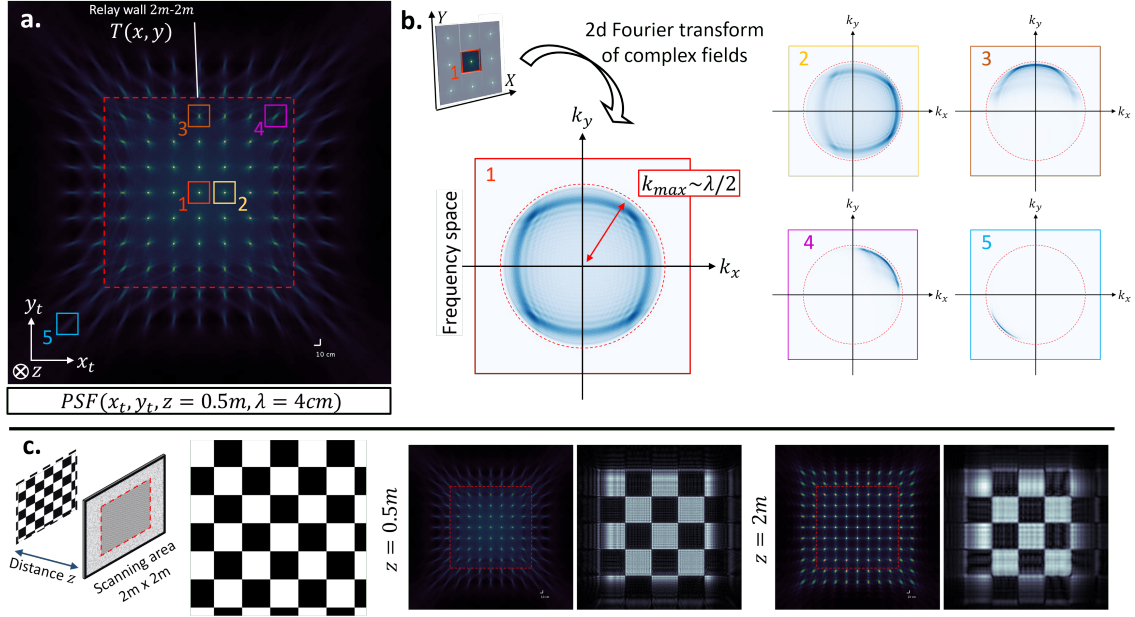 a.
Relay wall 2m-2m
T(x, y)
3
4
1
2
5
y_t
x_t
z
10 cm
PSF(x_t, y_t, z = 0.5m, λ = 4cm)
b.
Y
X
1
2d Fourier transform
of complex fields
k_y
1
k_max~λ/2
k_x
Frequency space
k_y
2
k_x
k_y
3
k_x
k_y
4
k_x
k_y
5
k_x
c.
Distance z
Scanning area
2m x 2m
z = 0.5m
z = 2m